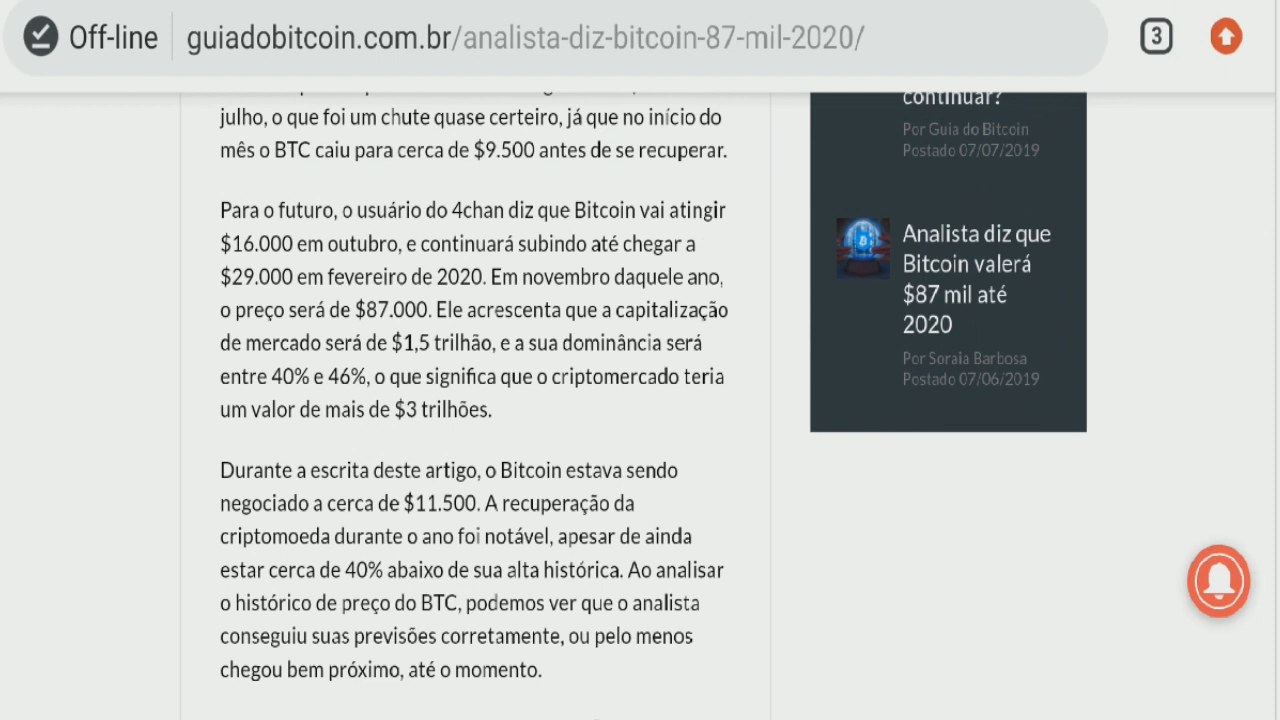 Off-line
guiadobitcoin.com.br/analista-diz-bitcoin-87-mil-2020/
3
julho, o que foi um chute quase certeiro, já que no início do
mês o BTC caiu para cerca de $9.500 antes de se recuperar.
Para o futuro, o usuário do 4chan diz que Bitcoin vai atingir
$16.000 em outubro, e continuará subindo até chegar a
$29.000 em fevereiro de 2020. Em novembro daquele ano,
o preço será de $87.000. Ele acrescenta que a capitalização
de mercado será de $1,5 trilhão, e a sua dominância será
entre 40% e 46%, o que significa que o criptomercado teria
um valor de mais de $3 trilhões.
Durante a escrita deste artigo, o Bitcoin estava sendo
negociado a cerca de $11.500. A recuperação da
criptomoeda durante o ano foi notável, apesar de ainda
estar cerca de 40% abaixo de sua alta histórica. Ao analisar
o histórico de preço do BTC, podemos ver que o analista
conseguiu suas previsões corretamente, ou pelo menos
chegou bem próximo, até o momento.
continuar?
Por Guia do Bitcoin
Postado 07/07/2019
Analista diz que
Bitcoin valerá
$87 mil até
2020
Por Soraia Barbosa
Postado 07/06/2019